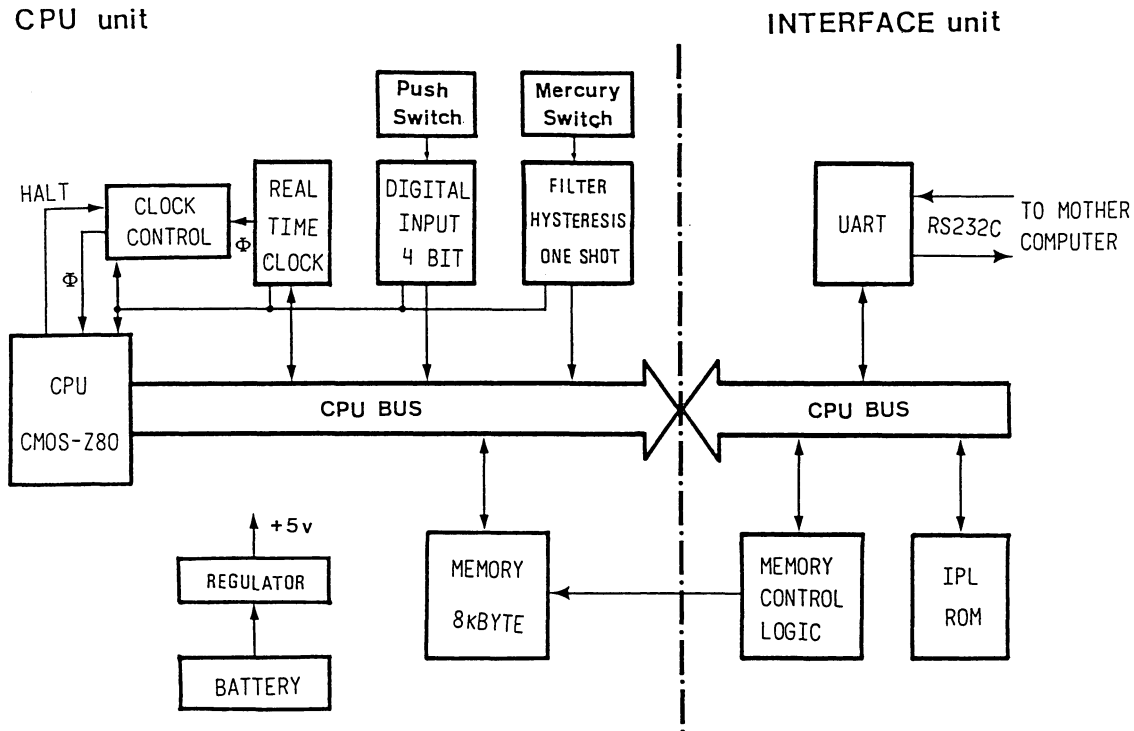 CPU unit
INTERFACE unit
Push
Switch
Mercury
Switch
HALT
CLOCK
CONTROL
Φ
Φ
REAL
TIME
CLOCK
DIGITAL
INPUT
4 BIT
FILTER
HYSTERESIS
ONE SHOT
UART
RS232C
TO MOTHER
COMPUTER
CPU
CMOS-Z80
CPU BUS
CPU BUS
+5v
REGULATOR
BATTERY
MEMORY
8KBYTE
MEMORY
CONTROL
LOGIC
IPL
ROM